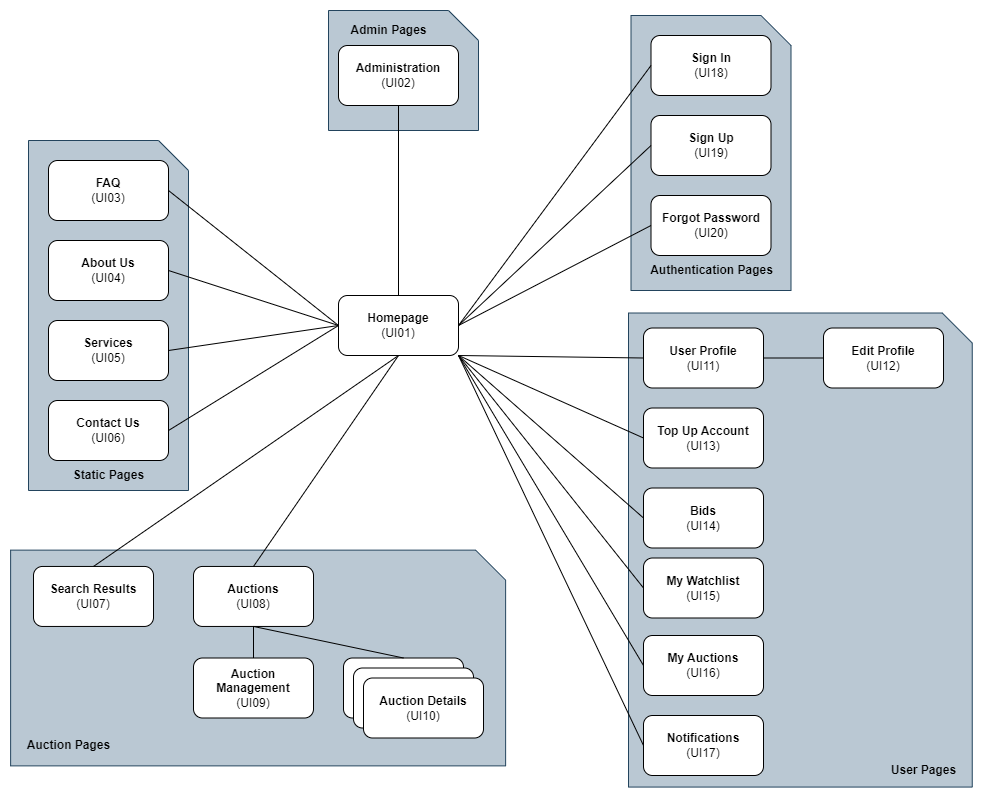 Admin Pages
Administration
(UI02)
Sign In
(UI18)
Sign Up
(UI19)
Forgot Password
(UI20)
Authentication Pages
FAQ
(UI03)
About Us
(UI04)
Services
(UI05)
Contact Us
(UI06)
Static Pages
Homepage
(UI01)
User Profile
(UI11)
Edit Profile
(UI12)
Top Up Account
(UI13)
Bids
(UI14)
My Watchlist
(UI15)
My Auctions
(UI16)
Notifications
(UI17)
User Pages
Search Results
(UI07)
Auctions
(UI08)
Auction
Management
(UI09)
Auction Details
(UI10)
Auction Pages